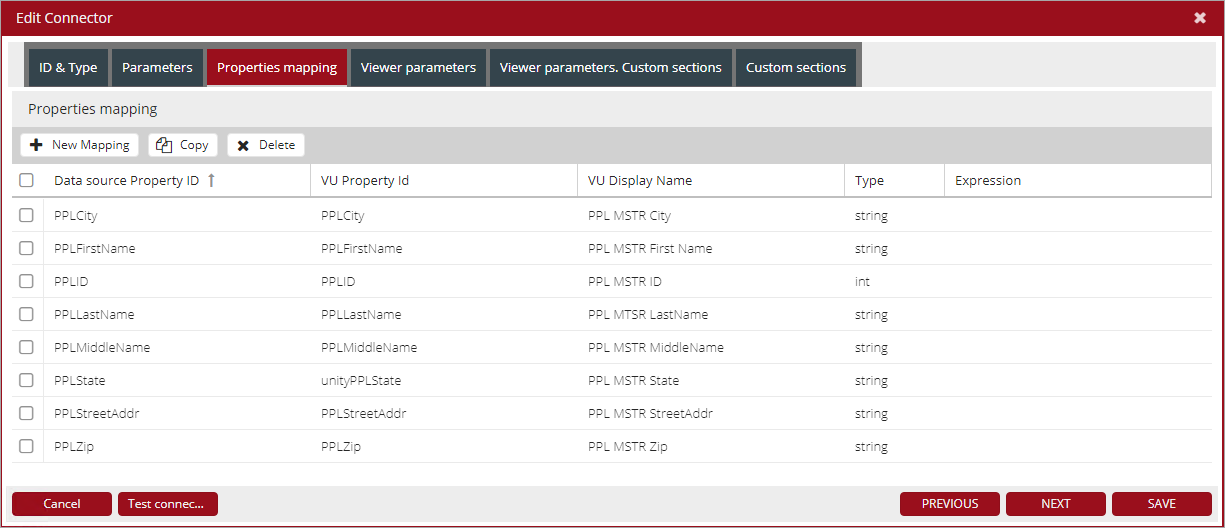 Edit Connector
ID & Type Parameters Properties mapping Viewer parameters Viewer parameters. Custom sections Custom sections
Properties mapping
New Mapping Copy Delete
Data source Property ID ↑ VU Property Id VU Display Name Type Expression
PPLCity PPLCity PPL MSTR City string
PPLFirstName PPLFirstName PPL MSTR First Name string
PPLID PPLID PPL MSTR ID int
PPLLastName PPLLastName PPL MTSR LastName string
PPLMiddleName PPLMiddleName PPL MSTR MiddleName string
PPLState unityPPLState PPL MSTR State string
PPLStreetAddr PPLStreetAddr PPL MSTR StreetAddr string
PPLZip PPLZip PPL MSTR Zip string
Cancel Test connec... PREVIOUS NEXT SAVE